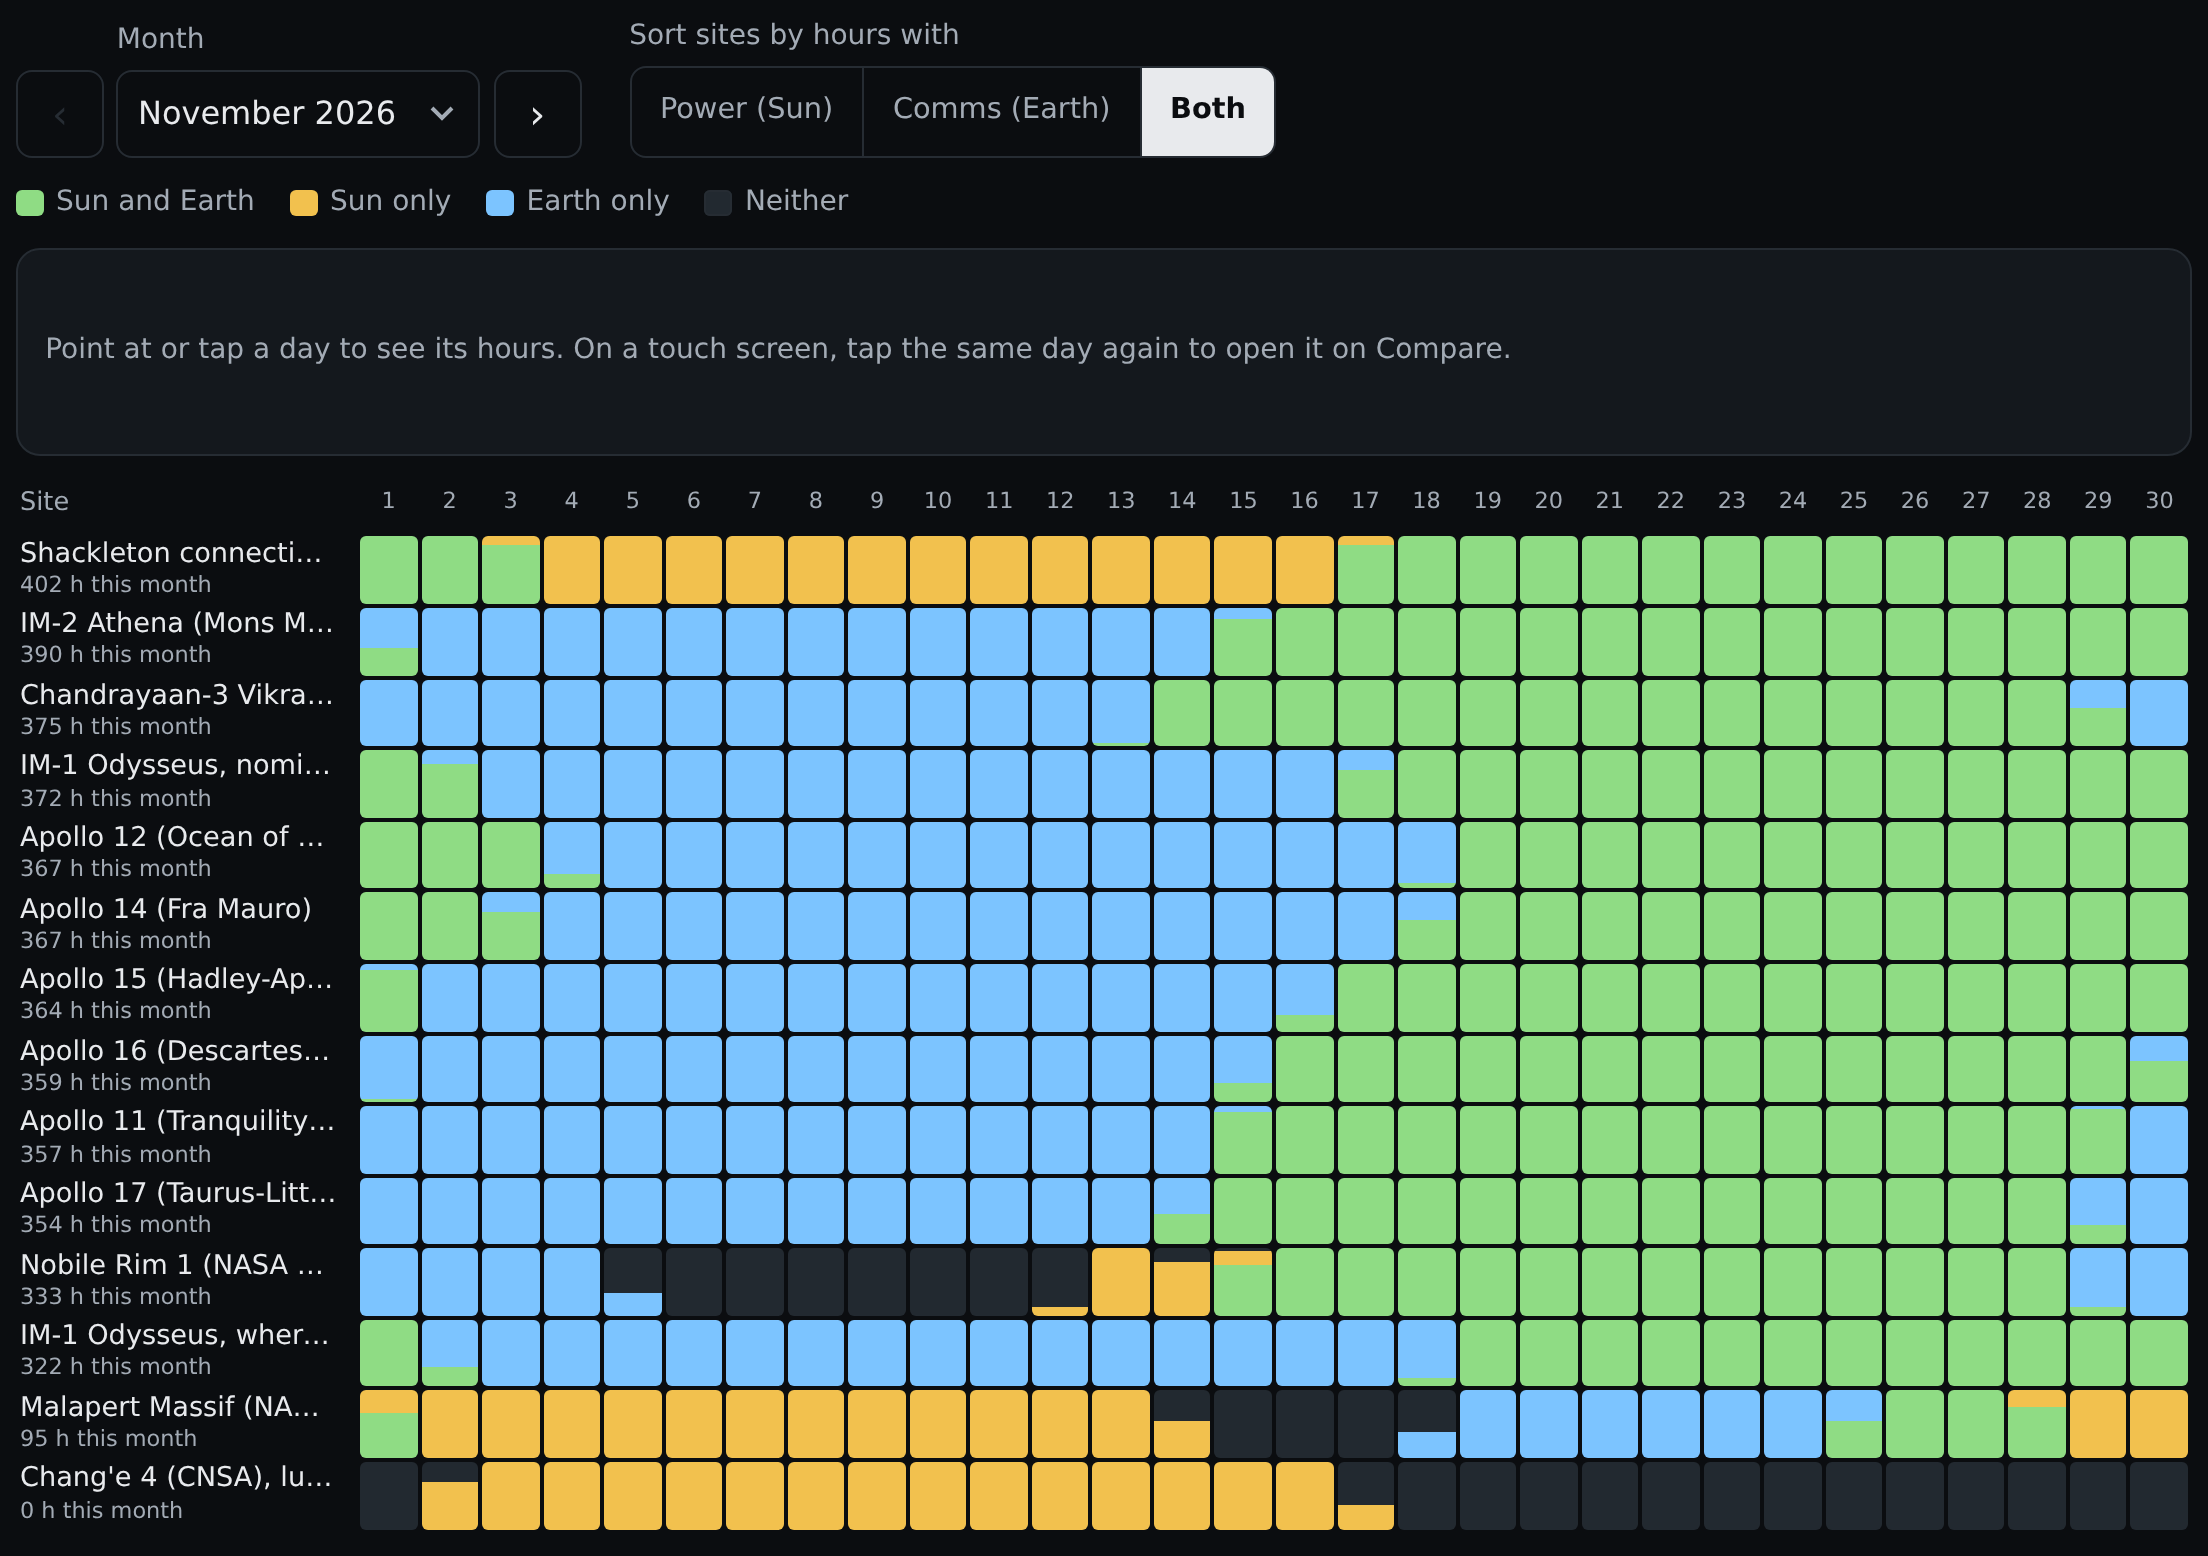 Month
Sort sites by hours with
‹ November 2026 › Power (Sun) Comms (Earth) Both
Sun and Earth Sun only Earth only Neither
Point at or tap a day to see its hours. On a touch screen, tap the same day again to open it on Compare.
Site 1 2 3 4 5 6 7 8 9 10 11 12 13 14 15 16 17 18 19 20 21 22 23 24 25 26 27 28 29 30
Shackleton connecti...
402 h this month
IM-2 Athena (Mons M...
390 h this month
Chandrayaan-3 Vikra...
375 h this month
IM-1 Odysseus, nomi...
372 h this month
Apollo 12 (Ocean of ...
367 h this month
Apollo 14 (Fra Mauro)
367 h this month
Apollo 15 (Hadley-Ap...
364 h this month
Apollo 16 (Descartes...
359 h this month
Apollo 11 (Tranquility...
357 h this month
Apollo 17 (Taurus-Litt...
354 h this month
Nobile Rim 1 (NASA ...
333 h this month
IM-1 Odysseus, wher...
322 h this month
Malapert Massif (NA...
95 h this month
Chang'e 4 (CNSA), lu...
0 h this month